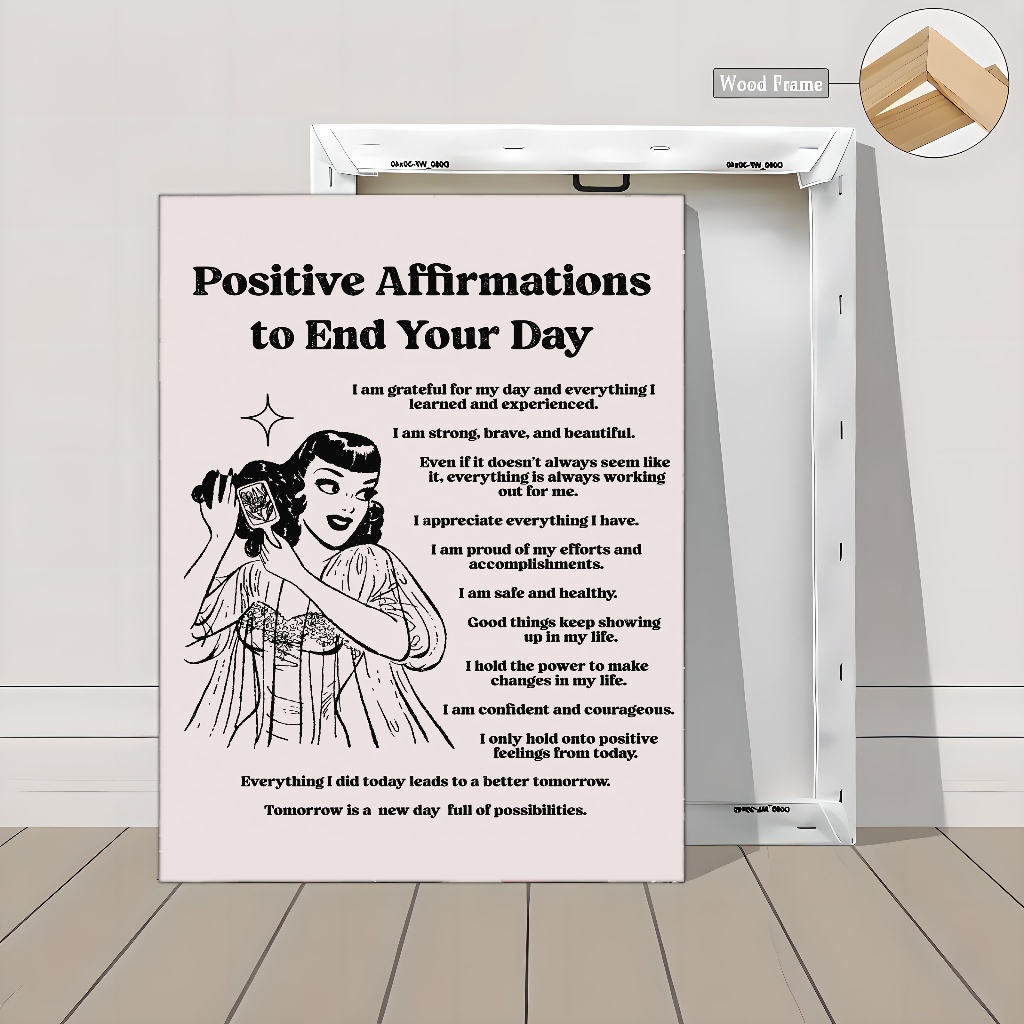 Wood Frame
Positive Affirmations
to End Your Day
I am grateful for my day and everything I
learned and experienced.
I am strong, brave, and beautiful.
Even if it doesn't always seem like
it, everything is always working
out for me.
I appreciate everything I have.
I am proud of my efforts and
accomplishments.
I am safe and healthy.
Good things keep showing
up in my life.
I hold the power to make
changes in my life.
I am confident and courageous.
I only hold onto positive
feelings from today.
Everything I did today leads to a better tomorrow.
Tomorrow is a new day full of possibilities.